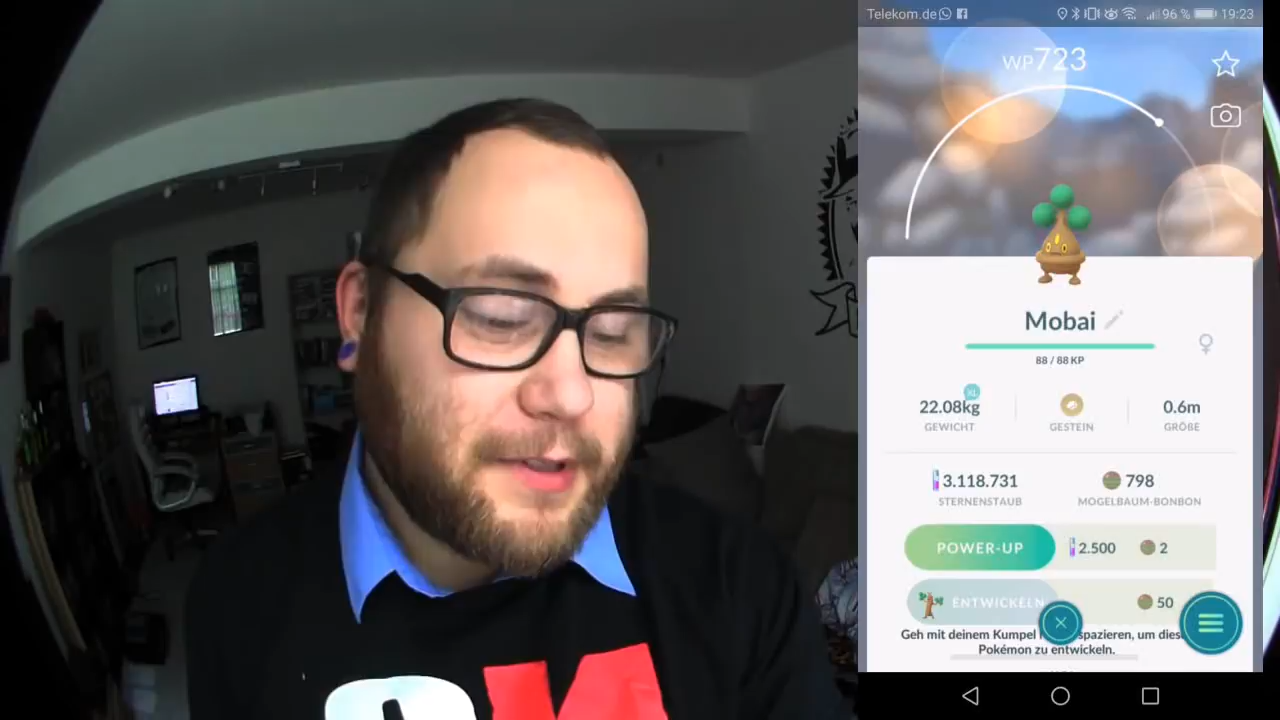 Telekom.de
96 % 19:23
WP723
Mobai
88 / 88 KP
XL
22.08kg
GEWICHT
GESTEIN
0.6m
GRÖẞE
3.118.731
STERNENSTAUB
798
MOGELBAUM-BONBON
POWER-UP
2.500
2
ENTWICKELN
50
Geh mit deinem Kumpel spazieren, um
Pokémon zu entwickeln.